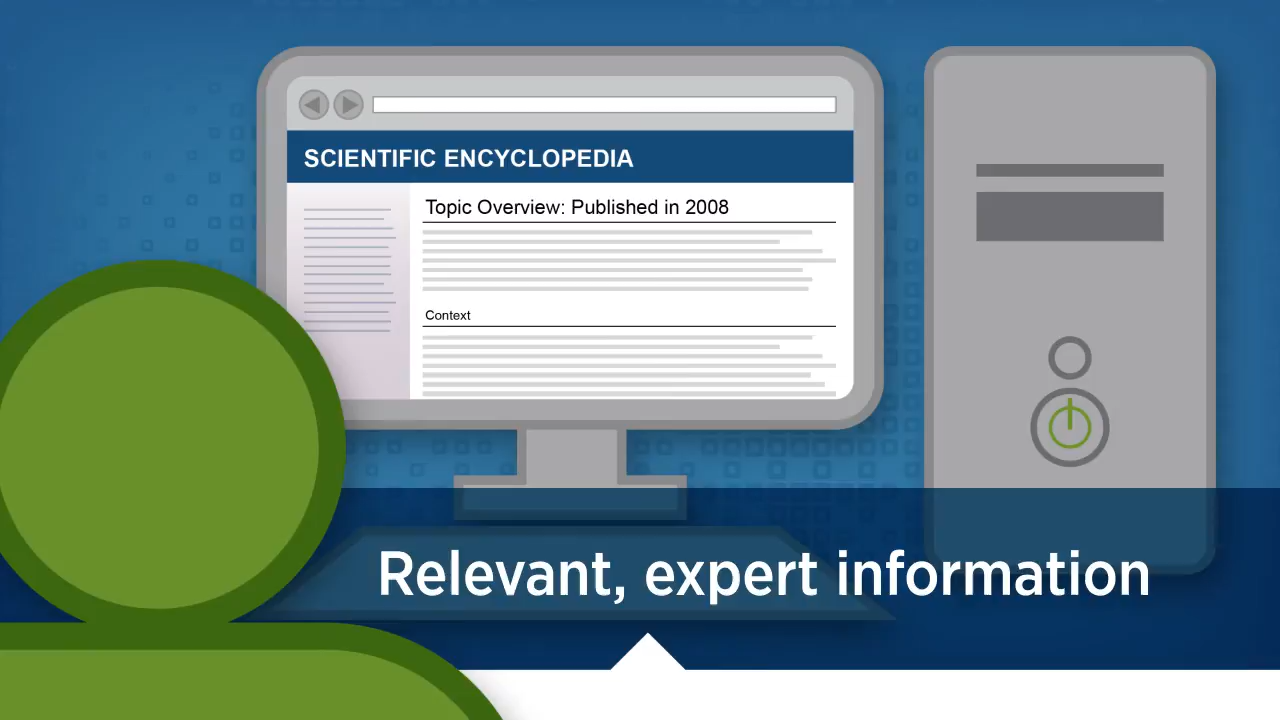 SCIENTIFIC ENCYCLOPEDIA
Topic Overview: Published in 2008
Context
Relevant, expert information